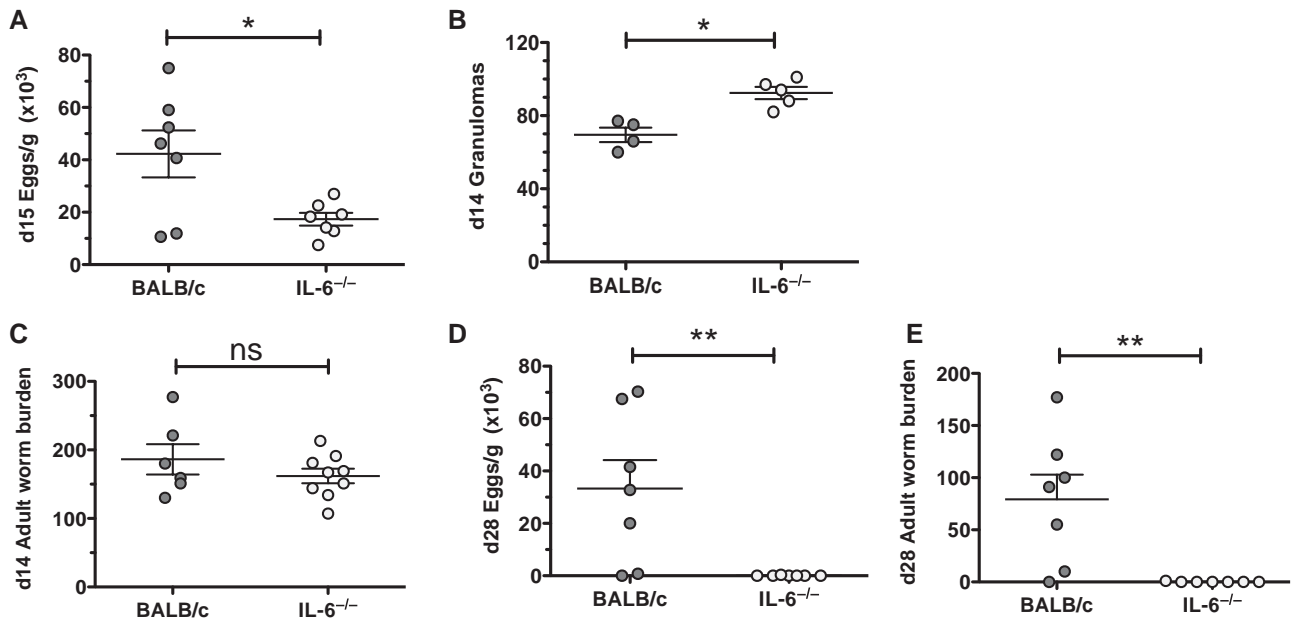 A
*
d15 Eggs/g (x10³)
80
60
40
20
0
BALB/c
IL-6⁻/⁻
B
*
d14 Granulomas
120
80
40
0
BALB/c
IL-6⁻/⁻
C
ns
d14 Adult worm burden
300
200
100
0
BALB/c
IL-6⁻/⁻
D
**
d28 Eggs/g (x10³)
80
60
40
20
0
BALB/c
IL-6⁻/⁻
E
**
d28 Adult worm burden
200
150
100
50
0
BALB/c
IL-6⁻/⁻